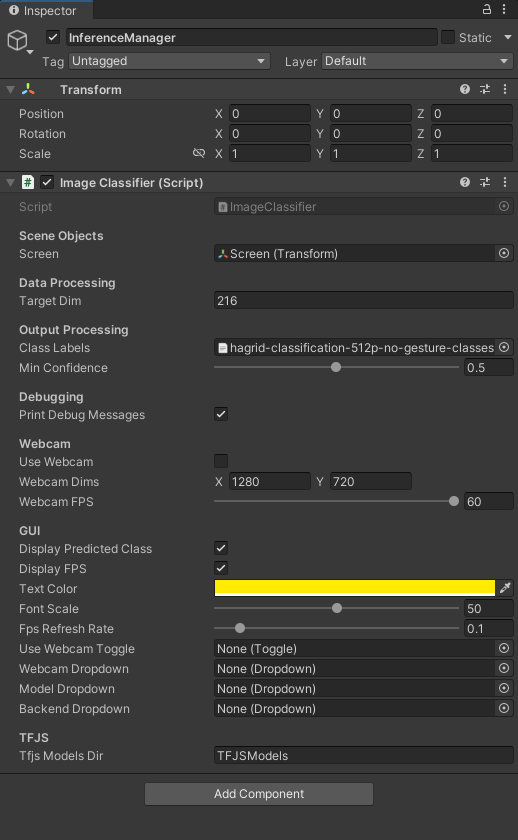 Inspector
InferenceManager Static
Tag Untagged Layer Default
Transform
Position X 0 Y 0 Z 0
Rotation X 0 Y 0 Z 0
Scale X 1 Y 1 Z 1
# Image Classifier (Script)
Script # ImageClassifier
Scene Objects
Screen Screen (Transform)
Data Processing
Target Dim 216
Output Processing
Class Labels hagrid-classification-512p-no-gesture-classes
Min Confidence 0.5
Debugging
Print Debug Messages
Webcam
Use Webcam
Webcam Dims X 1280 Y 720
Webcam FPS 60
GUI
Display Predicted Class
Display FPS
Text Color
Font Scale 50
Fps Refresh Rate 0.1
Use Webcam Toggle None (Toggle)
Webcam Dropdown None (Dropdown)
Model Dropdown None (Dropdown)
Backend Dropdown None (Dropdown)
TFJS
Tfjs Models Dir TFJSModels
Add Component